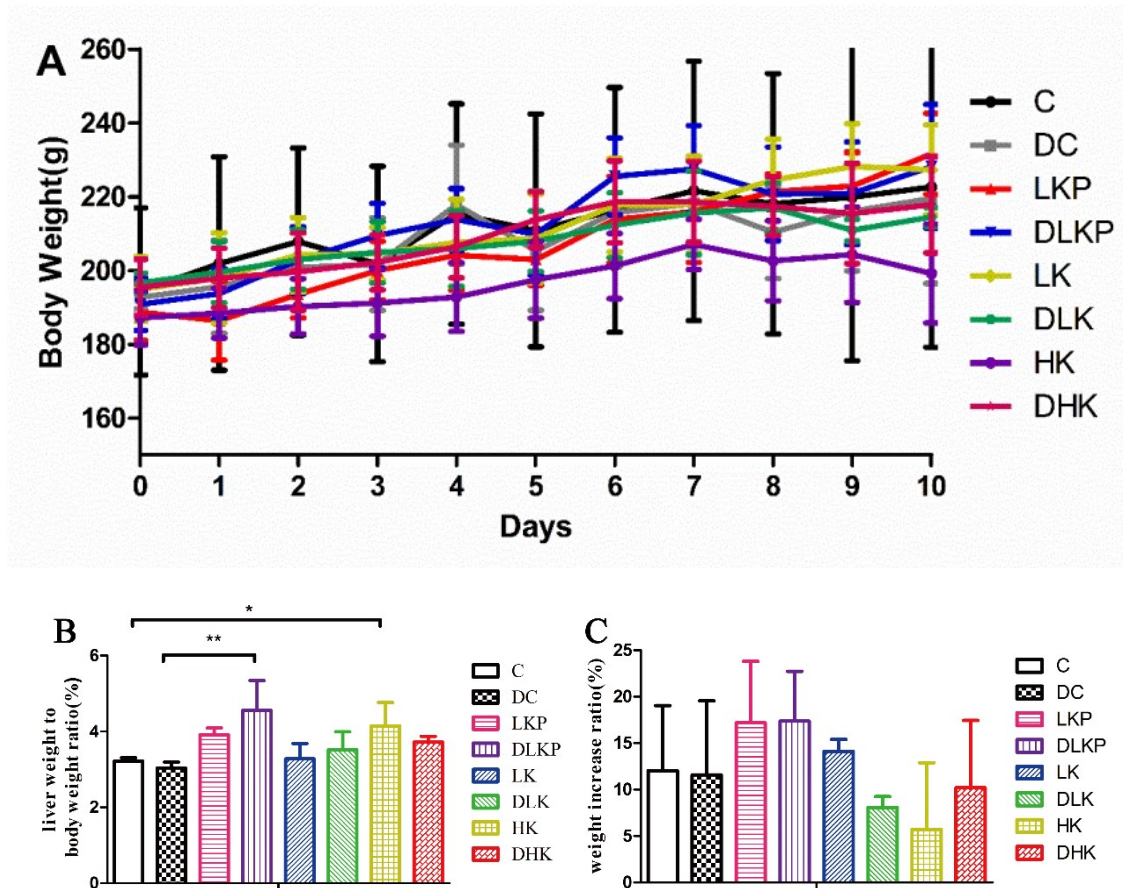 A
Body Weight(g)
260
240
220
200
180
160
0 1 2 3 4 5 6 7 8 9 10
Days
C
DC
LKP
DLKP
LK
DLK
HK
DHK
B
liver weight to
body weight ratio(%)
6
4
2
0
*
**
C
DC
LKP
DLKP
LK
DLK
HK
DHK
C
weight increase ratio(%)
25
20
15
10
5
0
C
DC
LKP
DLKP
LK
DLK
HK
DHK